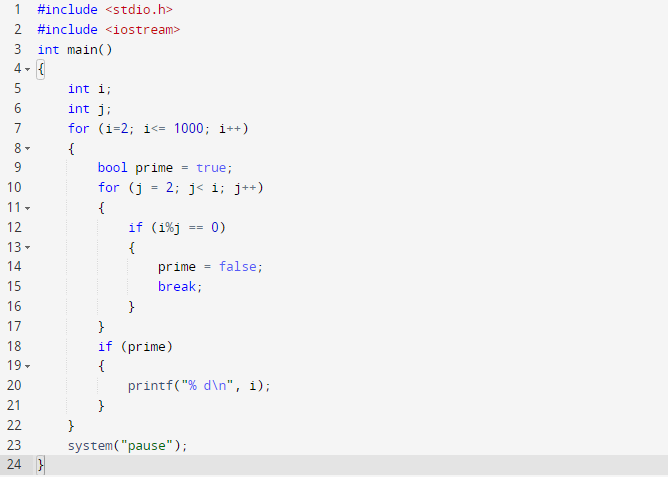 1 #include <stdio.h>
2 #include <iostream>
3 int main()
4 {
5 int i;
6 int j;
7 for (i=2; i<= 1000; i++)
8 {
9 bool prime = true;
10 for (j = 2; j< i; j++)
11 {
12 if (i%j == 0)
13 {
14 prime = false;
15 break;
16 }
17 }
18 if (prime)
19 {
20 printf("% d\n", i);
21 }
22 }
23 system("pause");
24 }